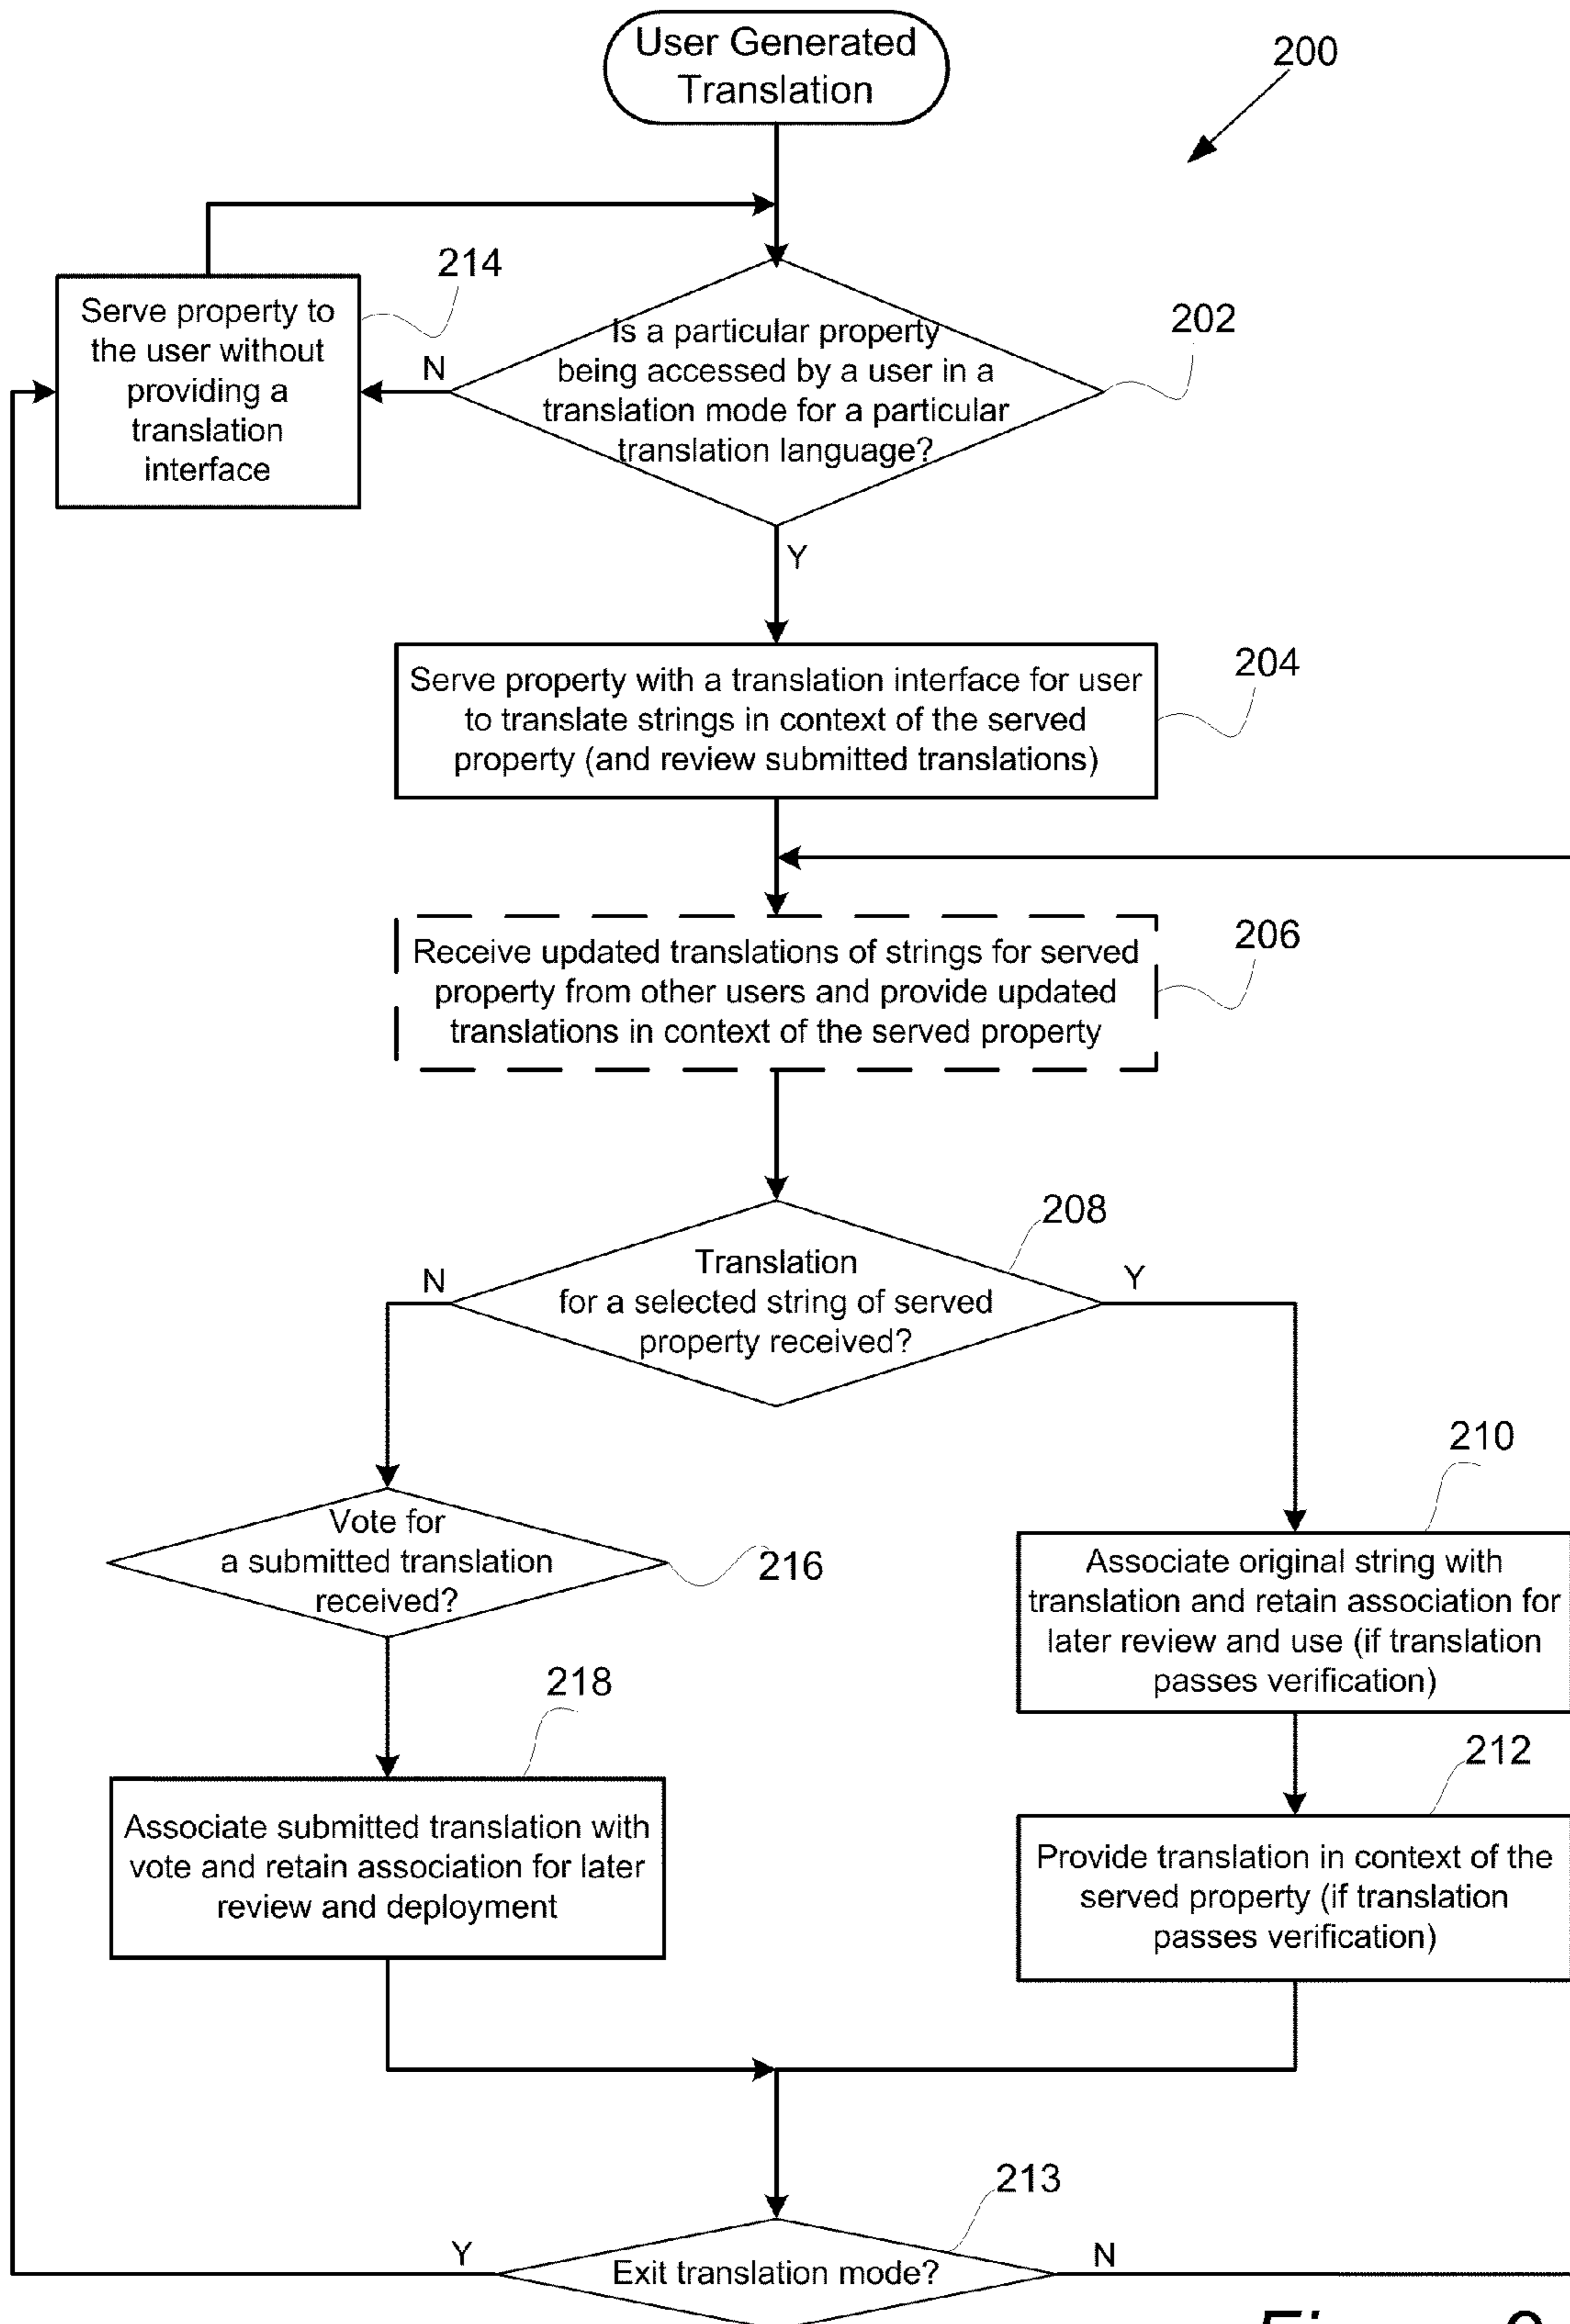 User Generated
Translation
200
214
Serve property to
the user without
providing a
translation
interface
N
202
Is a particular property
being accessed by a user in a
translation mode for a particular
translation language?
Y
204
Serve property with a translation interface for user
to translate strings in context of the served
property (and review submitted translations)
206
Receive updated translations of strings for served
property from other users and provide updated
translations in context of the served property
208
N
Translation
for a selected string of served
property received?
Y
210
Vote for
a submitted translation
received?
216
Associate original string with
translation and retain association for
later review and use (if translation
passes verification)
218
212
Associate submitted translation with
vote and retain association for later
review and deployment
Provide translation in context of the
served property (if translation
passes verification)
213
Y
Exit translation mode?
N